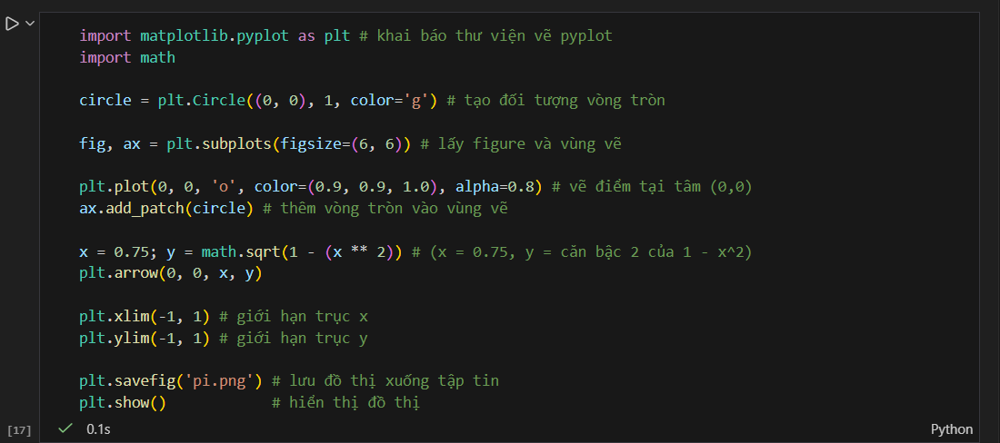 import matplotlib.pyplot as plt # khai báo thư viện vẽ pyplot
import math
circle = plt.Circle((0, 0), 1, color='g') # tạo đối tượng vòng tròn
fig, ax = plt.subplots(figsize=(6, 6)) # lấy figure và vùng vẽ
plt.plot(0, 0, 'o', color=(0.9, 0.9, 1.0), alpha=0.8) # vẽ điểm tại tâm (0,0)
ax.add_patch(circle) # thêm vòng tròn vào vùng vẽ
x = 0.75; y = math.sqrt(1 - (x ** 2)) # (x = 0.75, y = căn bậc 2 của 1 - x^2)
plt.arrow(0, 0, x, y)
plt.xlim(-1, 1) # giới hạn trục x
plt.ylim(-1, 1) # giới hạn trục y
plt.savefig('pi.png') # lưu đồ thị xuống tập tin
plt.show()            # hiển thị đồ thị
[17] 0.1s Python